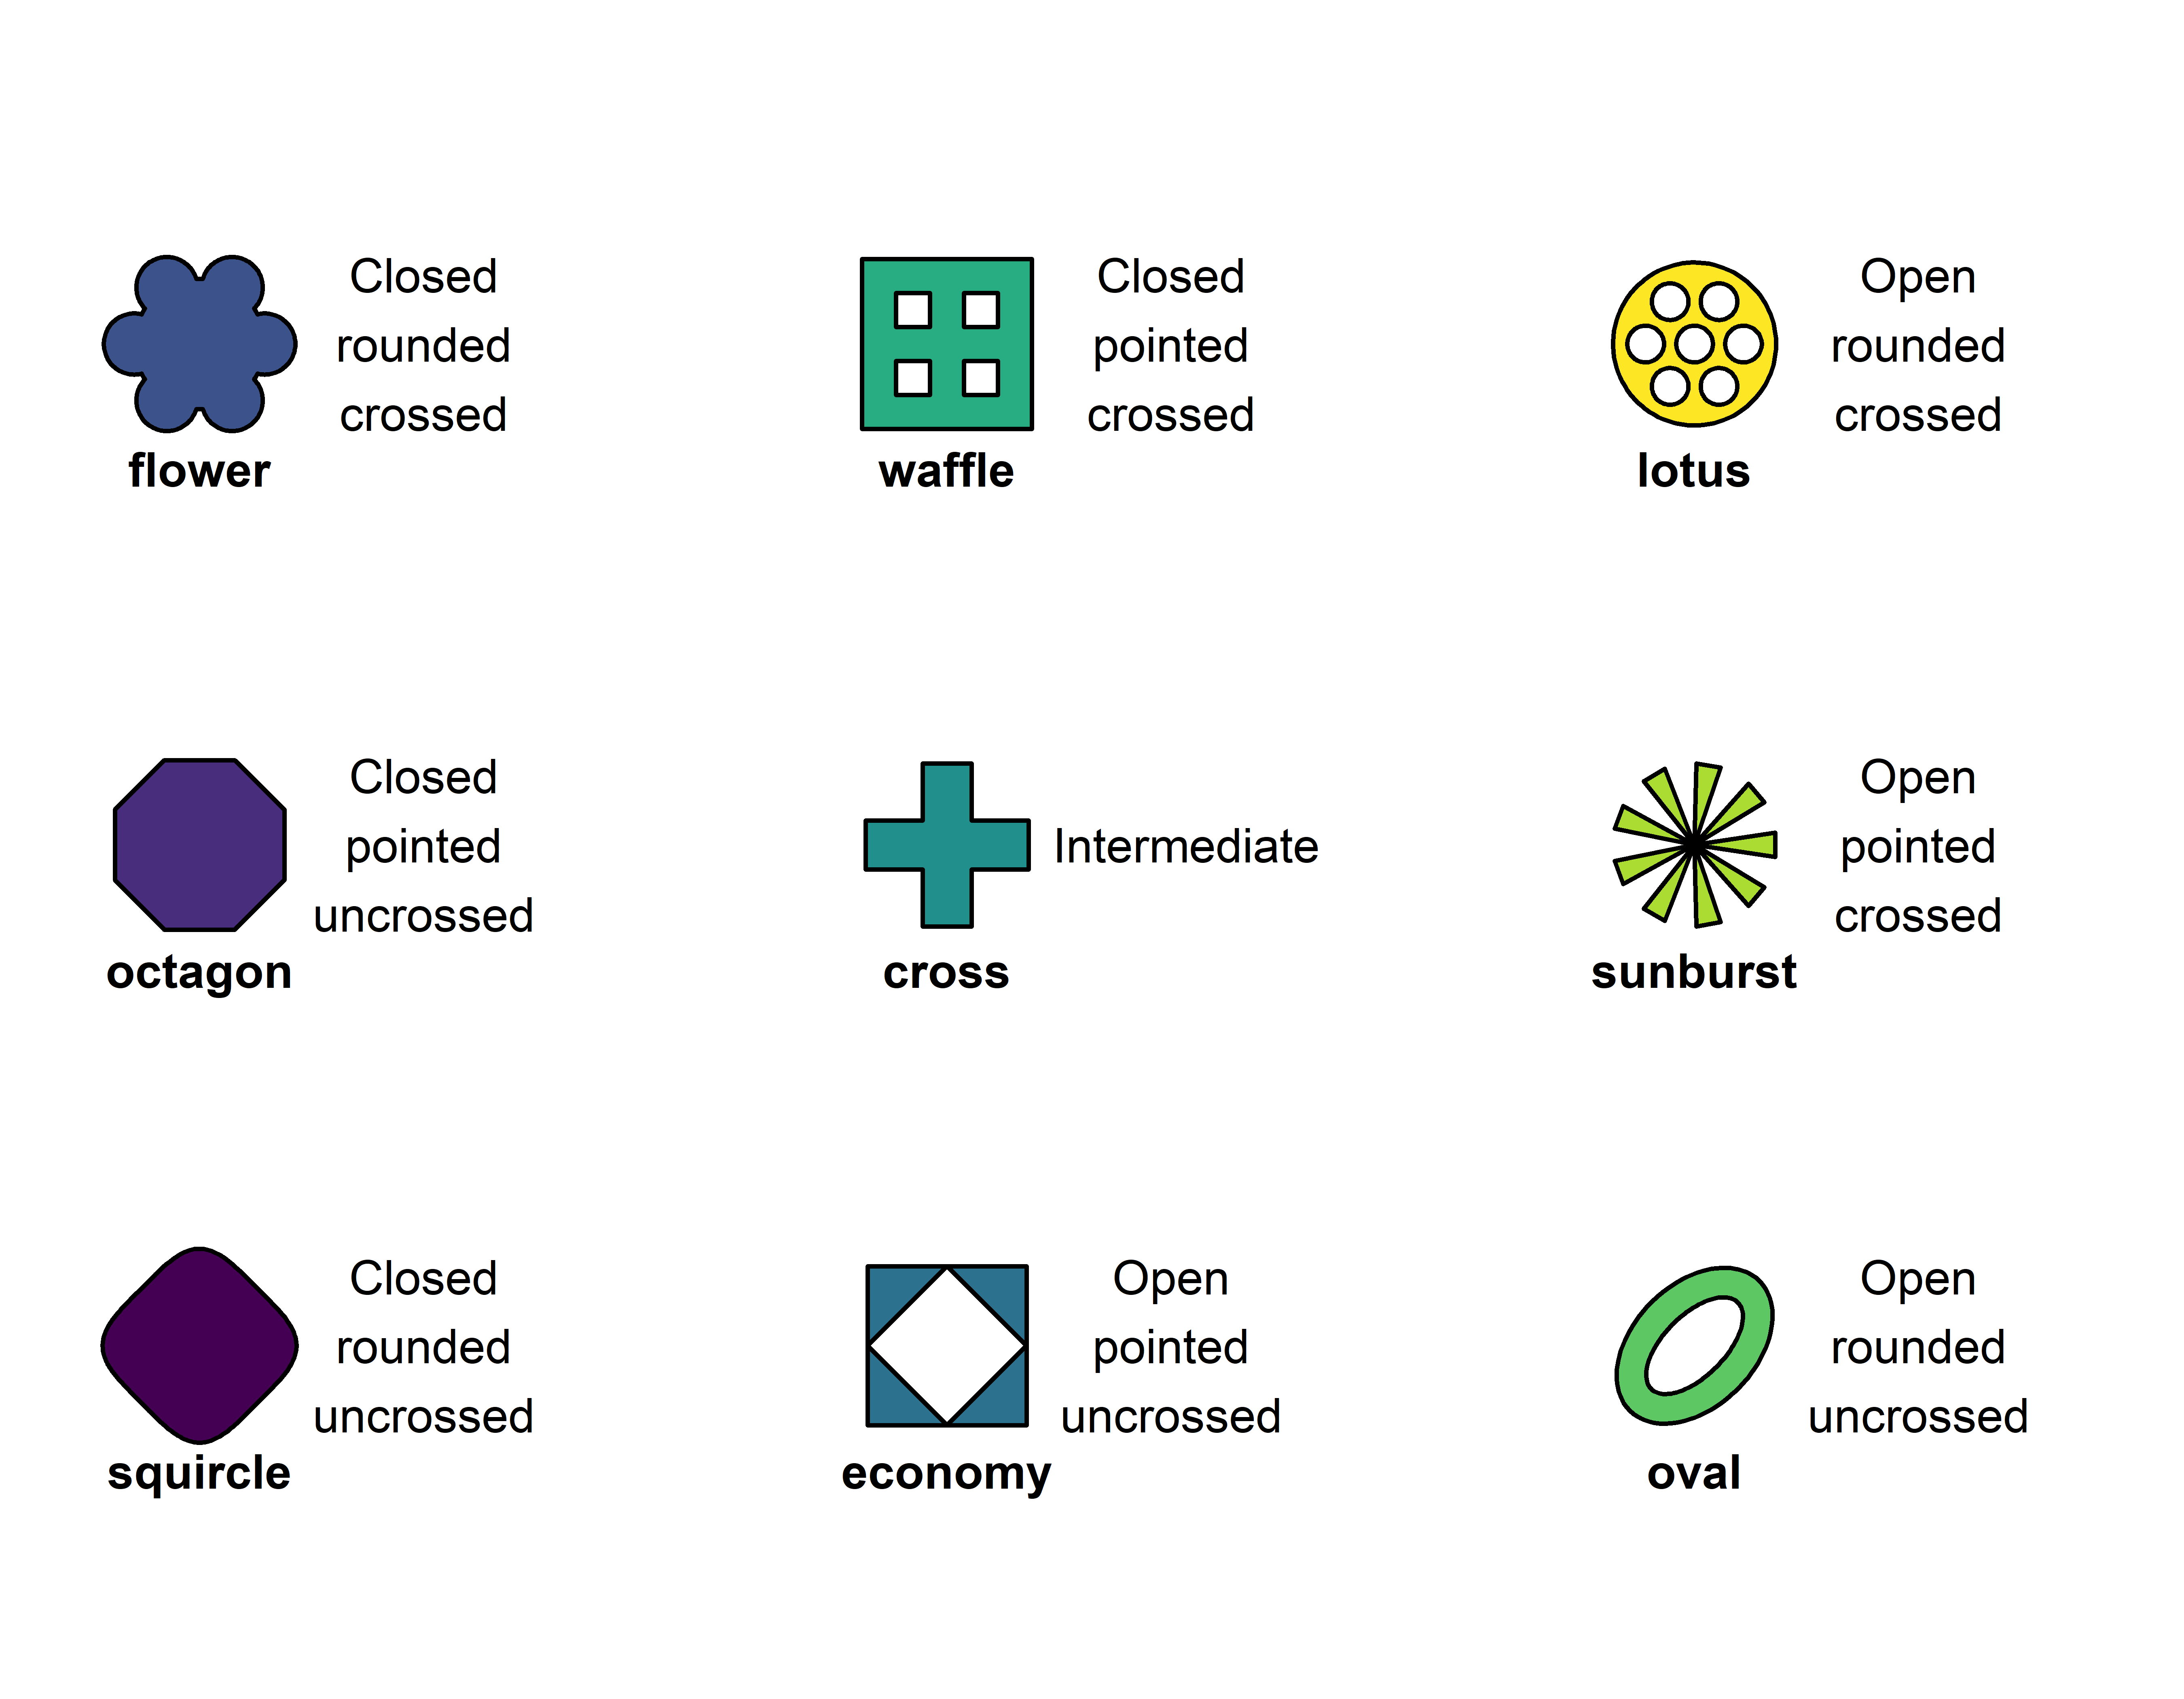 Closed
rounded
crossed
flower
Closed
pointed
crossed
waffle
Open
rounded
crossed
lotus
Closed
pointed
uncrossed
octagon
Intermediate
cross
Open
pointed
crossed
sunburst
Closed
rounded
uncrossed
squircle
Open
pointed
uncrossed
economy
Open
rounded
uncrossed
oval